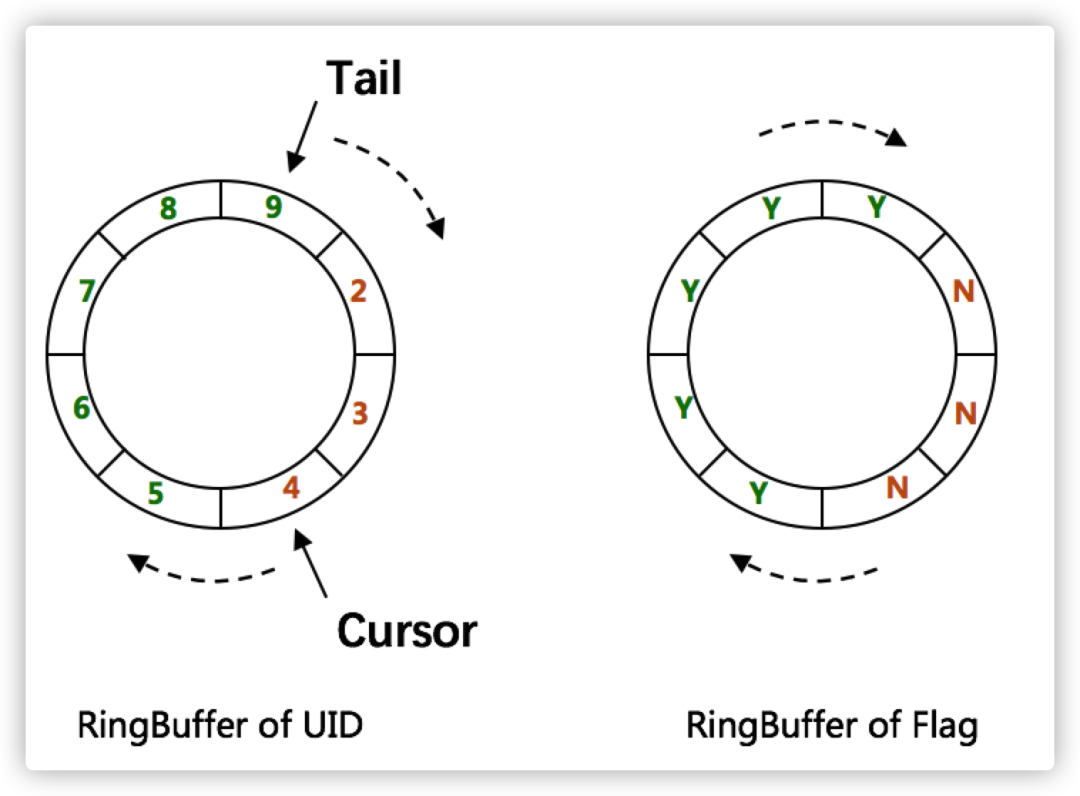 Tail
8
9
7
2
6
3
5
4
Cursor
RingBuffer of UID
Y
Y
Y
N
Y
N
Y
N
RingBuffer of Flag